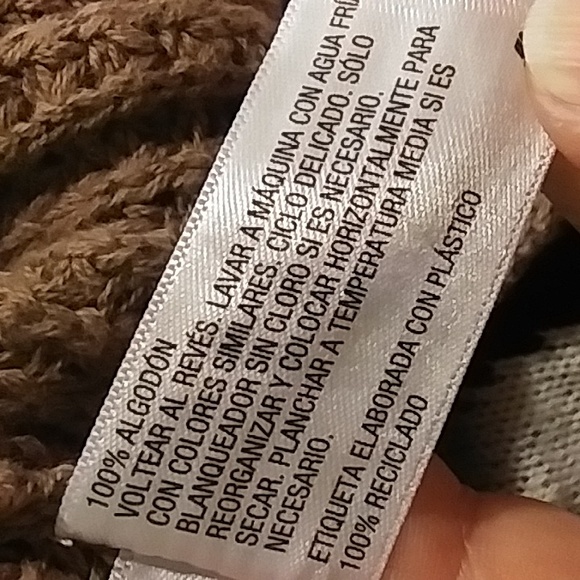 100% ALGODÓN
VOLTEAR AL REVÉS. LAVAR A MÁQUINA CON AGUA FRÍ
CON COLORES SIMILARES. CICLO DELICADO. SÓLO
BLANQUEADOR SIN CLORO SI ES NECESARIO.
REORGANIZAR Y COLOCAR HORIZONTALMENTE PARA
SECAR. PLANCHAR A TEMPERATURA MEDIA SI ES
NECESARIO.
ETIQUETA ELABORADA CON PLÁSTICO
100% RECICLADO